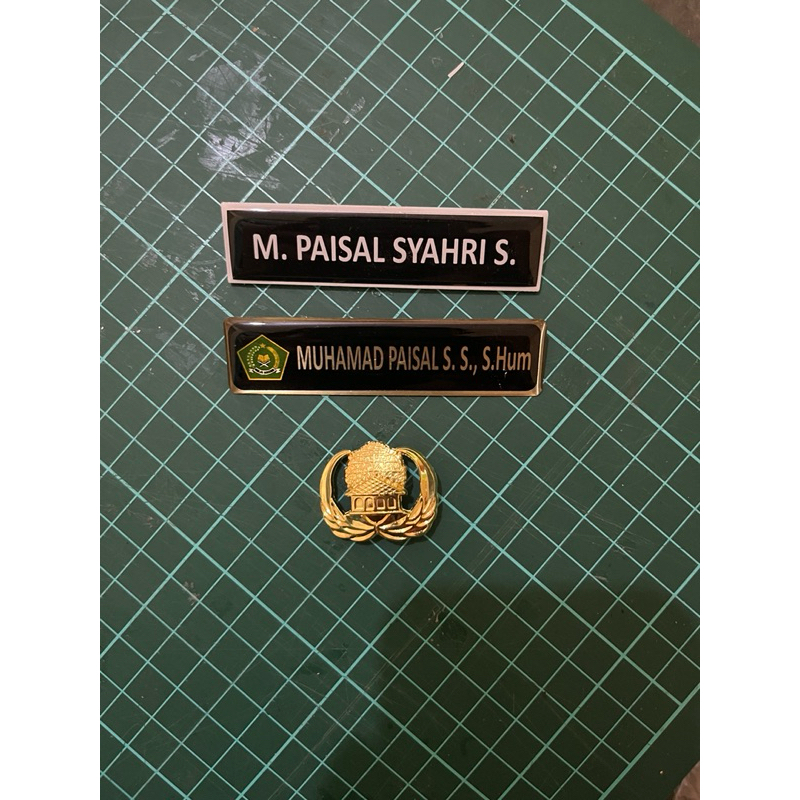 M. PAISAL SYAHRI S.
MUHAMAD PAISAL S. S., S.Hum